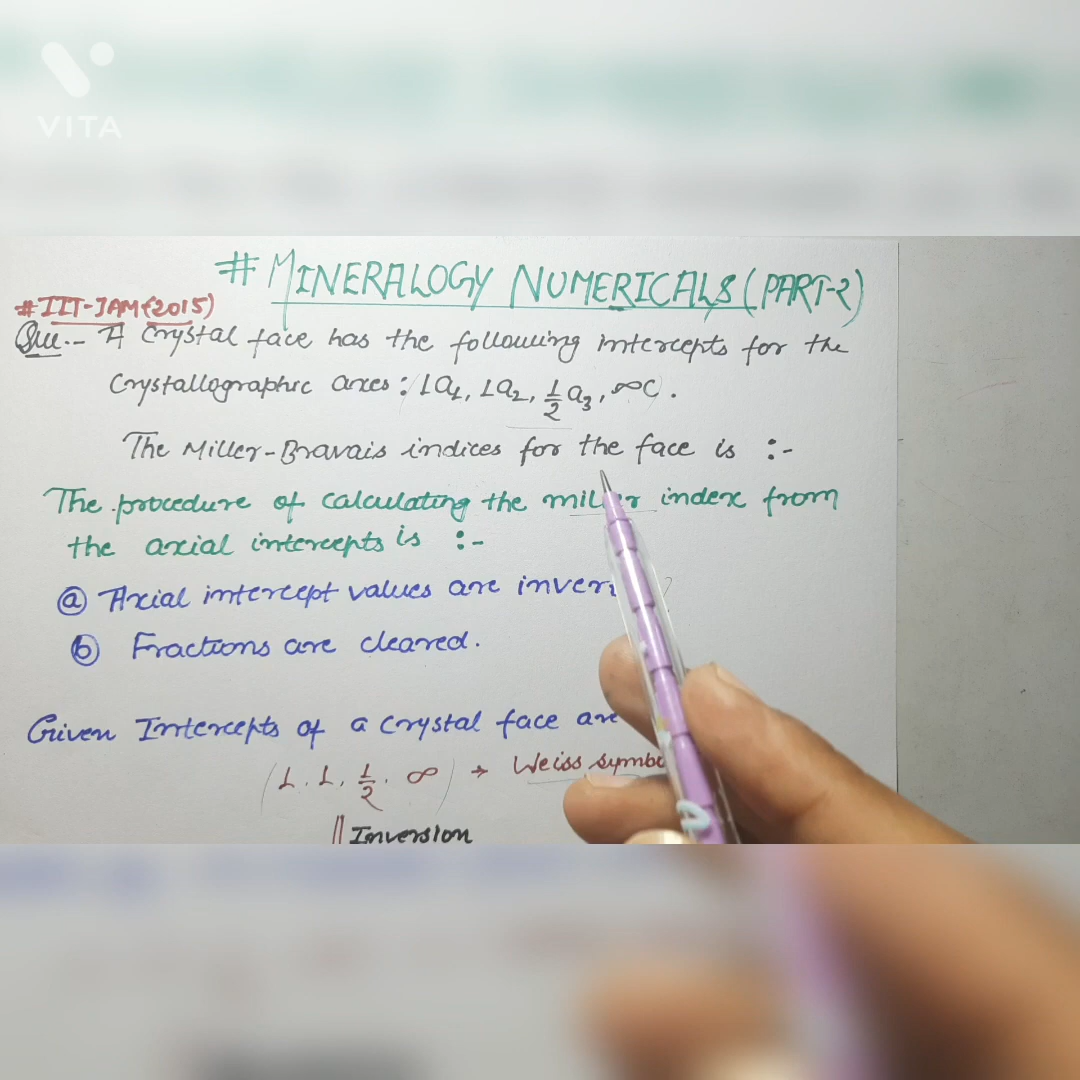 VITA
# MINERALOGY NUMERICALS (PART-2)
# IIT-JAM (2015)
Que.- A Crystal face has the following intercepts for the
Crystallographic axes: 1a1, 1a2, 1/2 a3, ∞C.
The Miller-Bravais indices for the face is :-
The procedure of calculating the miller index from
the axial intercepts is :-
(a) Axial intercept values are inver
(b) Fractions are cleared.
Given Intercepts of a crystal face are
(1. 1. 1/2. ∞) → Weiss symbo
|| Inversion